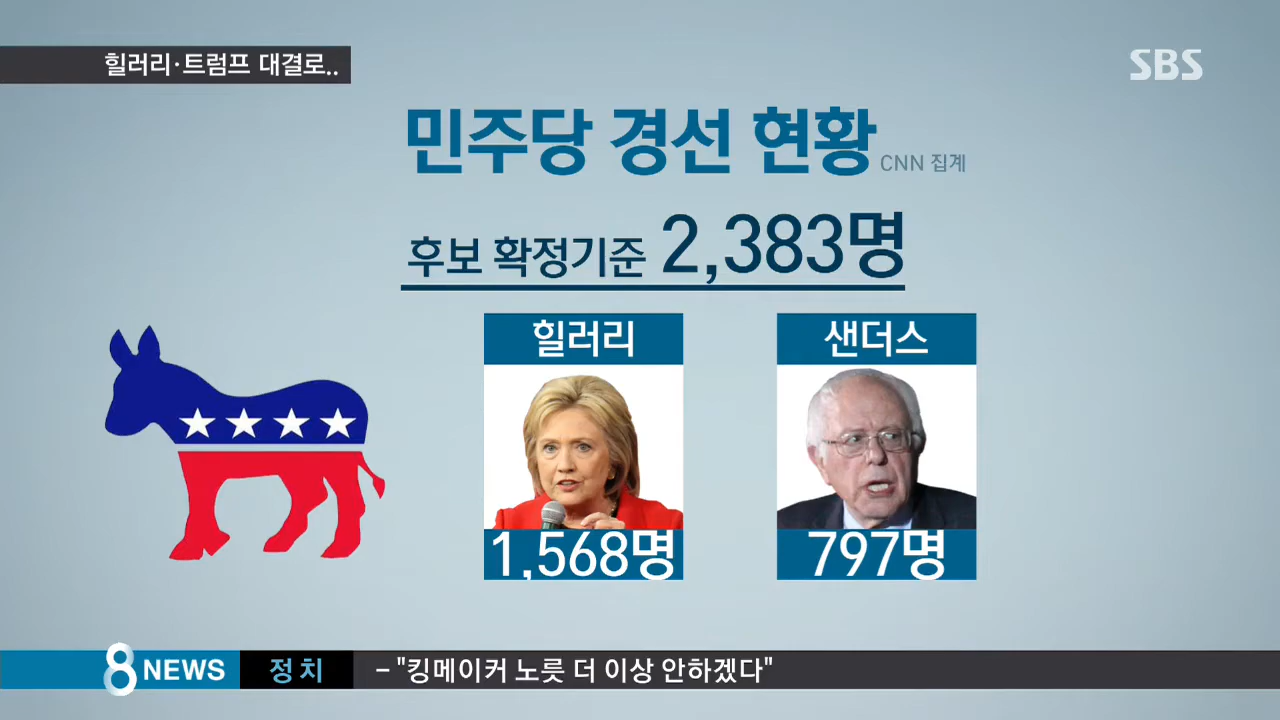 힐러리·트럼프 대결로..
SBS
민주당 경선 현황 CNN 집계
후보 확정기준 2,383명
힐러리
샌더스
1,568명
797명
8 NEWS 정치 - "킹메이커 노릇 더 이상 안하겠다"